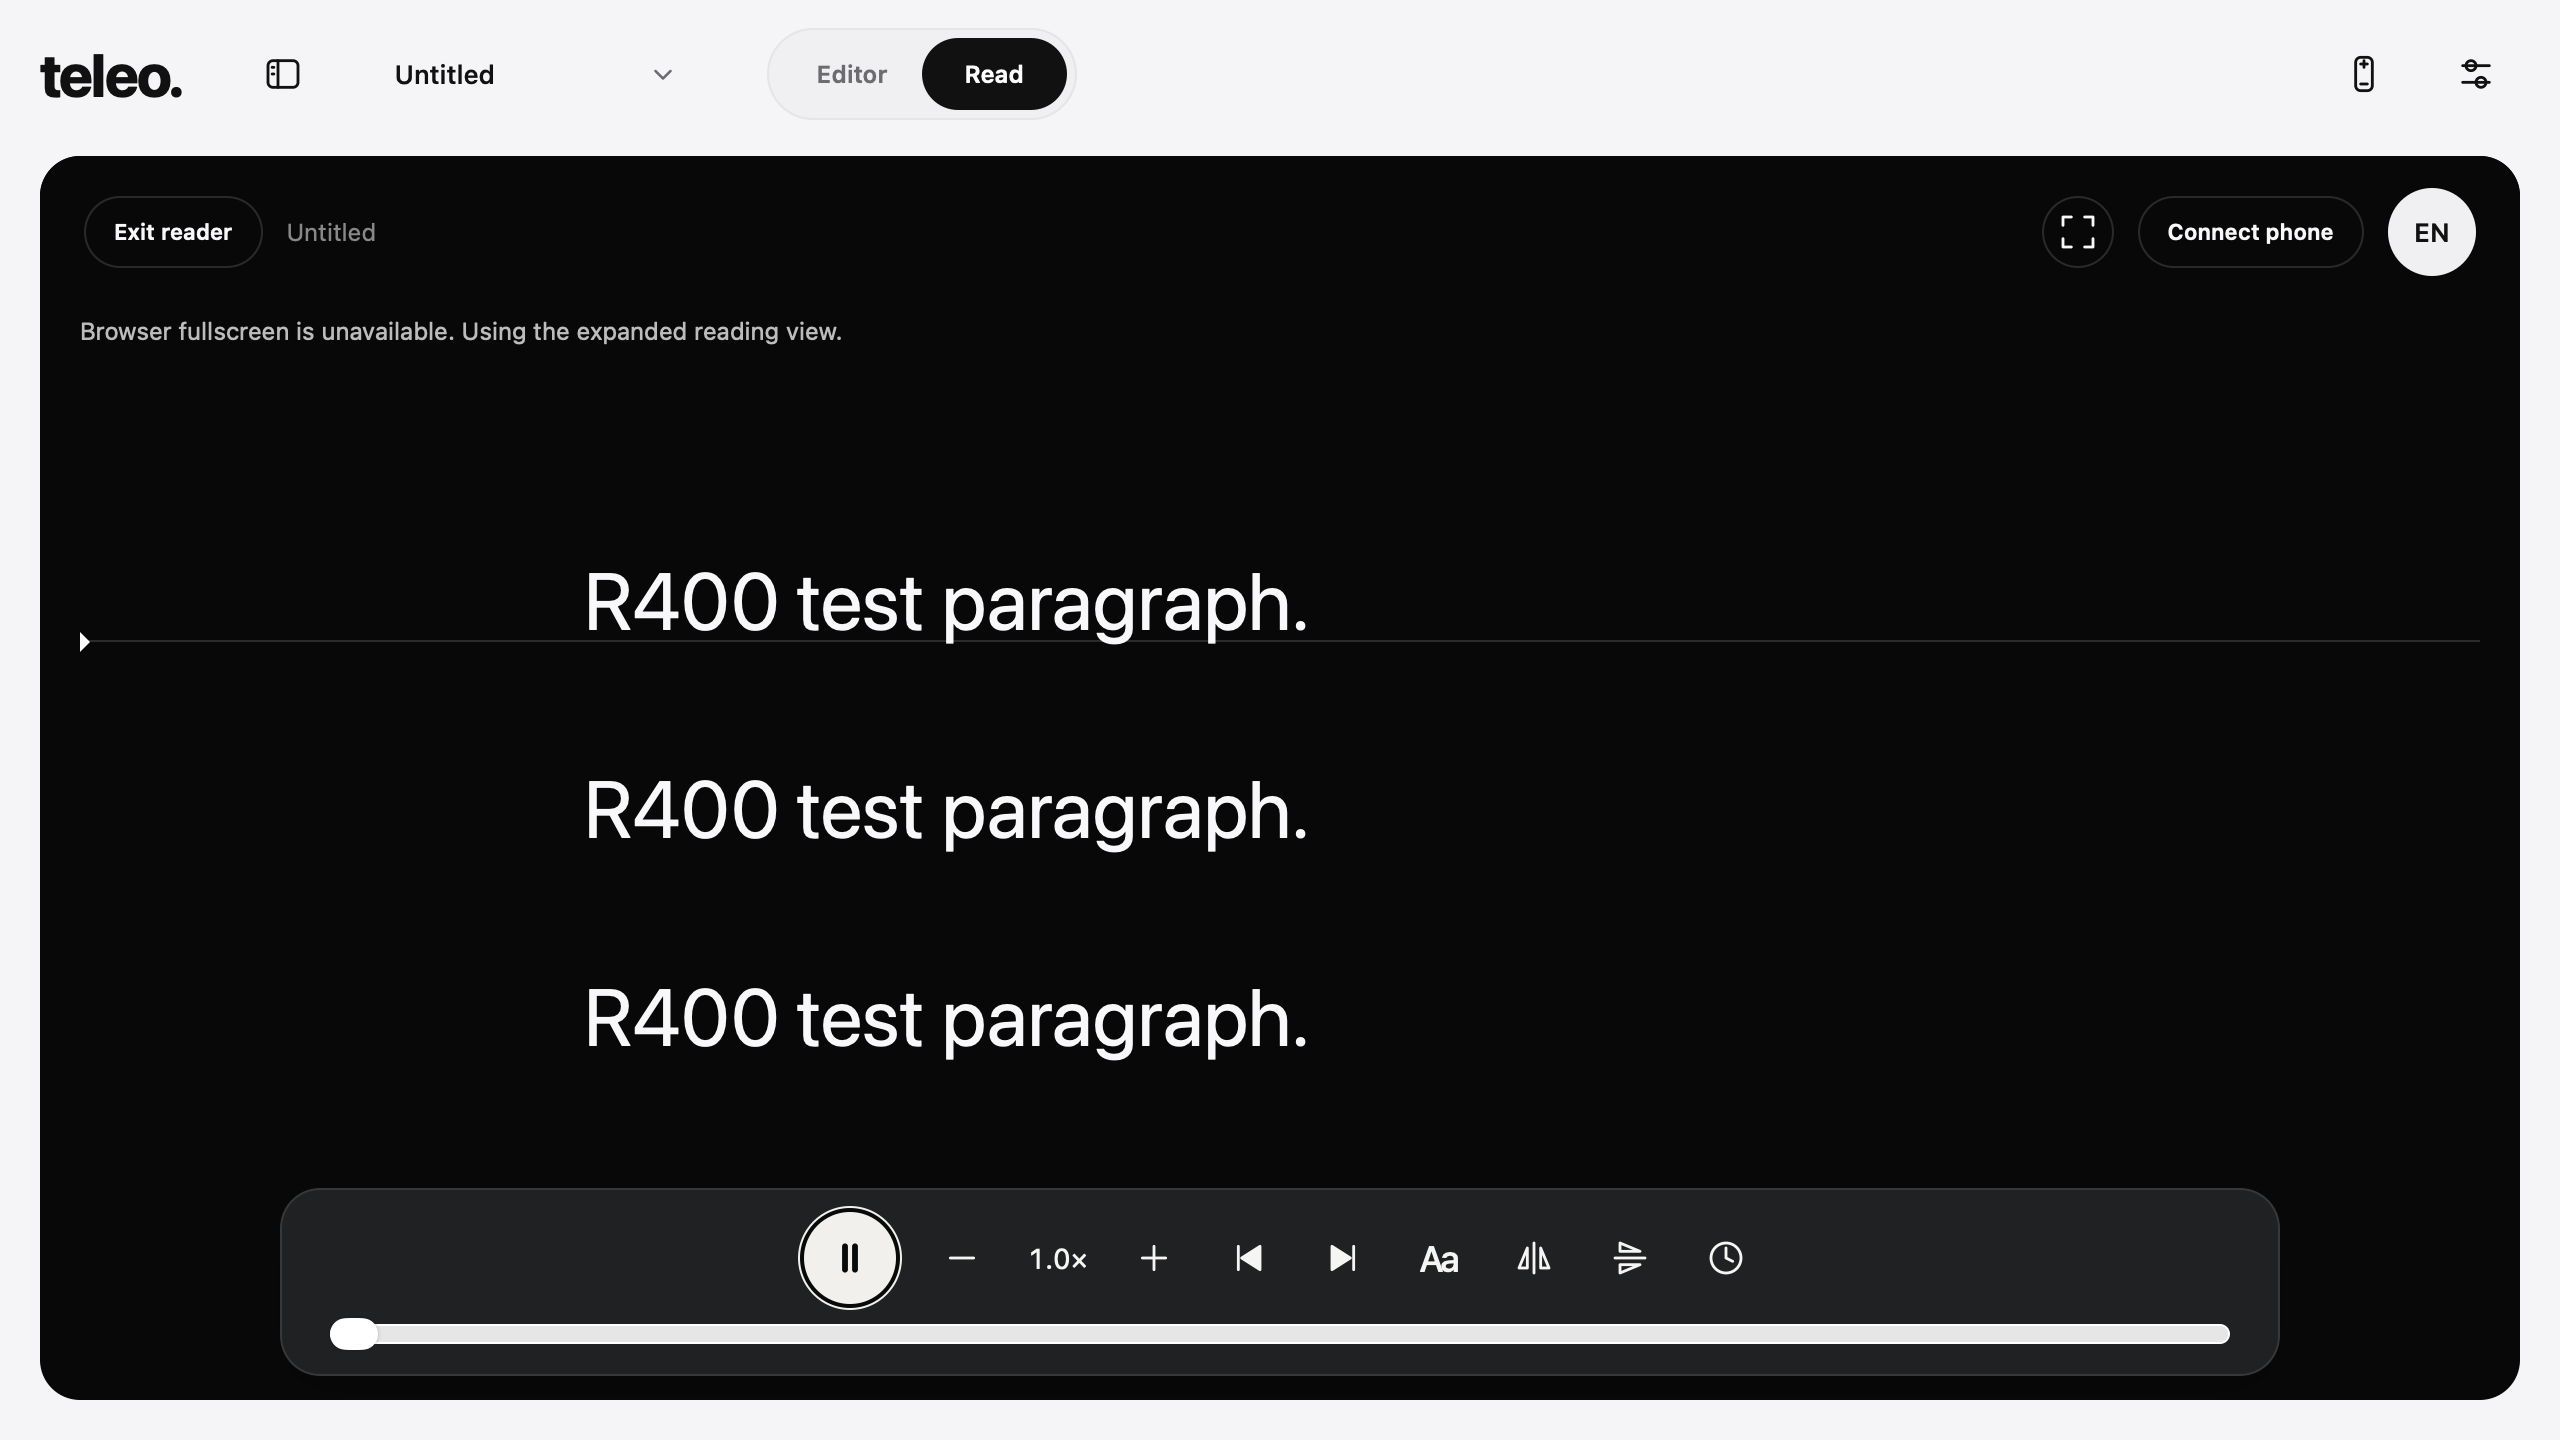 teleo.
Untitled
Editor
Read
Exit reader
Untitled
Connect phone
EN
Browser fullscreen is unavailable. Using the expanded reading view.
R400 test paragraph.
R400 test paragraph.
R400 test paragraph.
1.0×
Aa